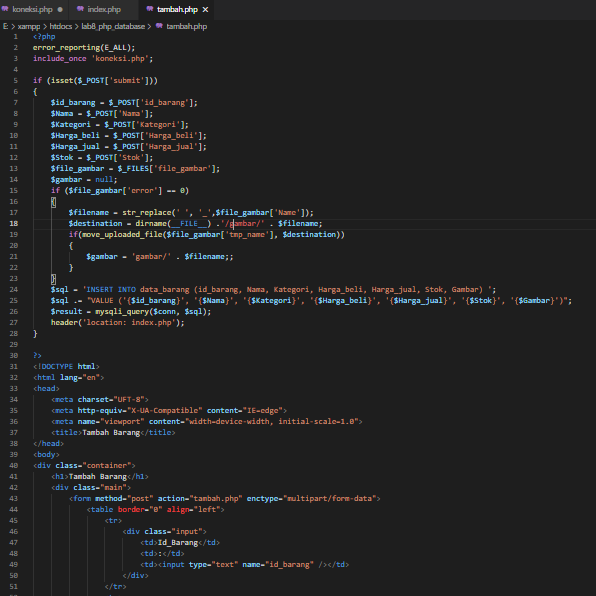 koneksi.php ● index.php tambah.php ×
E: > xampp > htdocs > lab8_php_database > tambah.php
1 <?php
2 error_reporting(E_ALL);
3 include_once 'koneksi.php';
4
5 if (isset($_POST['submit']))
6 {
7 $id_barang = $_POST['id_barang'];
8 $Nama = $_POST['Nama'];
9 $Kategori = $_POST['Kategori'];
10 $Harga_beli = $_POST['Harga_beli'];
11 $Harga_jual = $_POST['Harga_jual'];
12 $Stok = $_POST['Stok'];
13 $file_gambar = $_FILES['file_gambar'];
14 $gambar = null;
15 if ($file_gambar['error'] == 0)
16 {
17 $filename = str_replace(' ', '_',$file_gambar['Name']);
18 $destination = dirname(__FILE__) .'/gambar/' . $filename;
19 if(move_uploaded_file($file_gambar['tmp_name'], $destination))
20 {
21 $gambar = 'gambar/' . $filename;;
22 }
23 }
24 $sql = 'INSERT INTO data_barang (id_barang, Nama, Kategori, Harga_beli, Harga_jual, Stok, Gambar) ';
25 $sql .= "VALUE ('{$id_barang}', '{$Nama}', '{$Kategori}', '{$Harga_beli}', '{$Harga_jual}', '{$Stok}', '{$Gambar}')";
26 $result = mysqli_query($conn, $sql);
27 header('location: index.php');
28 }
29
30 ?>
31 <!DOCTYPE html>
32 <html lang="en">
33 <head>
34 <meta charset="UFT-8">
35 <meta http-equiv="X-UA-Compatible" content="IE=edge">
36 <meta name="viewport" content="width=device-width, initial-scale=1.0">
37 <title>Tambah Barang</title>
38 </head>
39 <body>
40 <div class="container">
41 <h1>Tambah Barang</h1>
42 <div class="main">
43 <form method="post" action="tambah.php" enctype="multipart/form-data">
44 <table border="0" align="left">
45 <tr>
46 <div class="input">
47 <td>Id_Barang</td>
48 <td>:</td>
49 <td><input type="text" name="id_barang" /></td>
50 </div>
51 </tr>